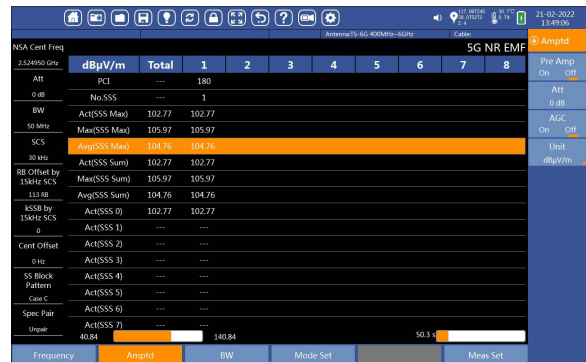 117.087245
39.075272
30.7℃
21-02-2022
13:49:06
Antenna:TS-6G 400MHz~6GHz Cable:
NSA Cent Freq
2.524950 GHz
Att
0 dB
BW
50 MHz
SCS
30 kHz
RB Offset by
15kHz SCS
113 RB
kSSB by
15kHz SCS
0
Cent Offset
0 Hz
SS Block
Pattern
Case C
Spec Pair
Unpair
5G NR EMF
dBμV/m Total 1 2 3 4 5 6 7 8
PCI --- 180
No.SSS --- 1
Act(SSS Max) 102.77 102.77
Max(SSS Max) 105.97 105.97
Avg(SSS Max) 104.76 104.76
Act(SSS Sum) 102.77 102.77
Max(SSS Sum) 105.97 105.97
Avg(SSS Sum) 104.76 104.76
Act(SSS 0) 102.77 102.77
Act(SSS 1) --- ---
Act(SSS 2) --- ---
Act(SSS 3) --- ---
Act(SSS 4) --- ---
Act(SSS 5) --- ---
Act(SSS 6) --- ---
Act(SSS 7) --- ---
40.84 140.84 50.3 s
Amptd
Pre Amp
On Off
Att
0 dB
AGC
On Off
Unit
dBμV/m
Frequency Amptd BW Mode Set Meas Set